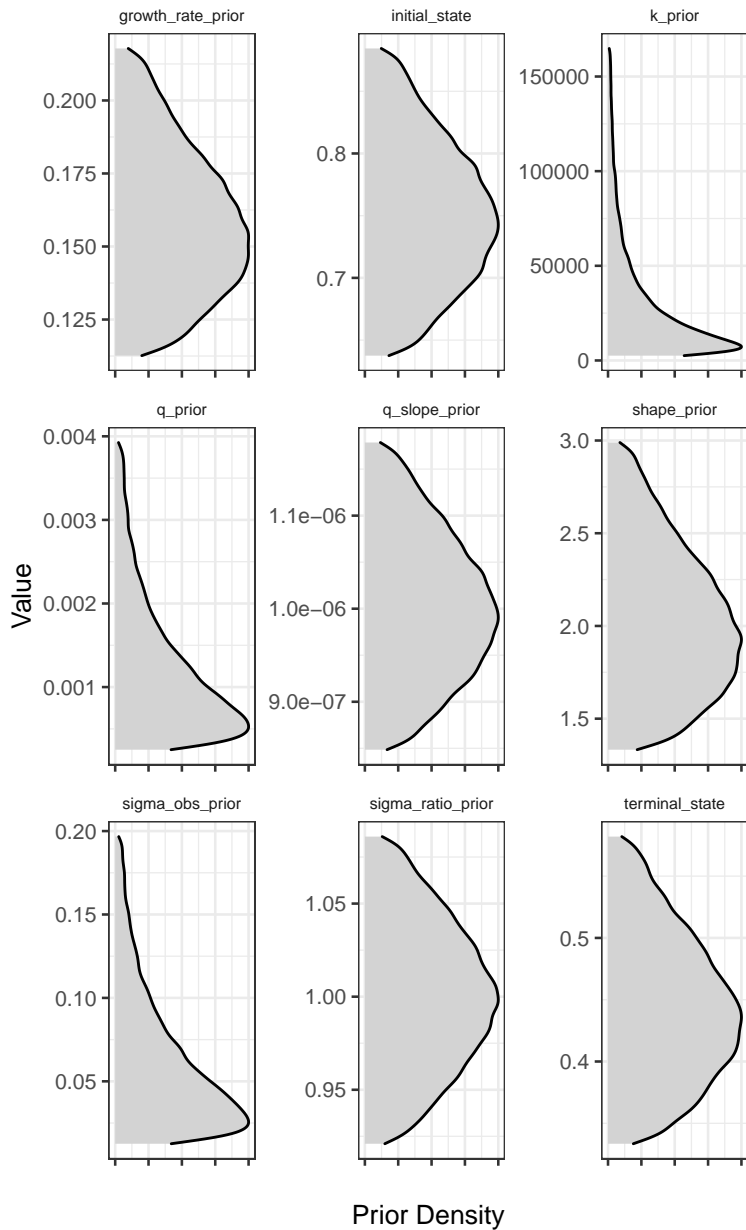 growth_rate_prior
initial_state
k_prior
0.200
0.175
0.150
0.125
0.8
0.7
150000
100000
50000
0
q_prior
q_slope_prior
shape_prior
0.004
0.003
0.002
0.001
1.1e−06
1.0e−06
9.0e−07
3.0
2.5
2.0
1.5
Value
sigma_obs_prior
sigma_ratio_prior
terminal_state
0.20
0.15
0.10
0.05
1.05
1.00
0.95
0.5
0.4
Prior Density